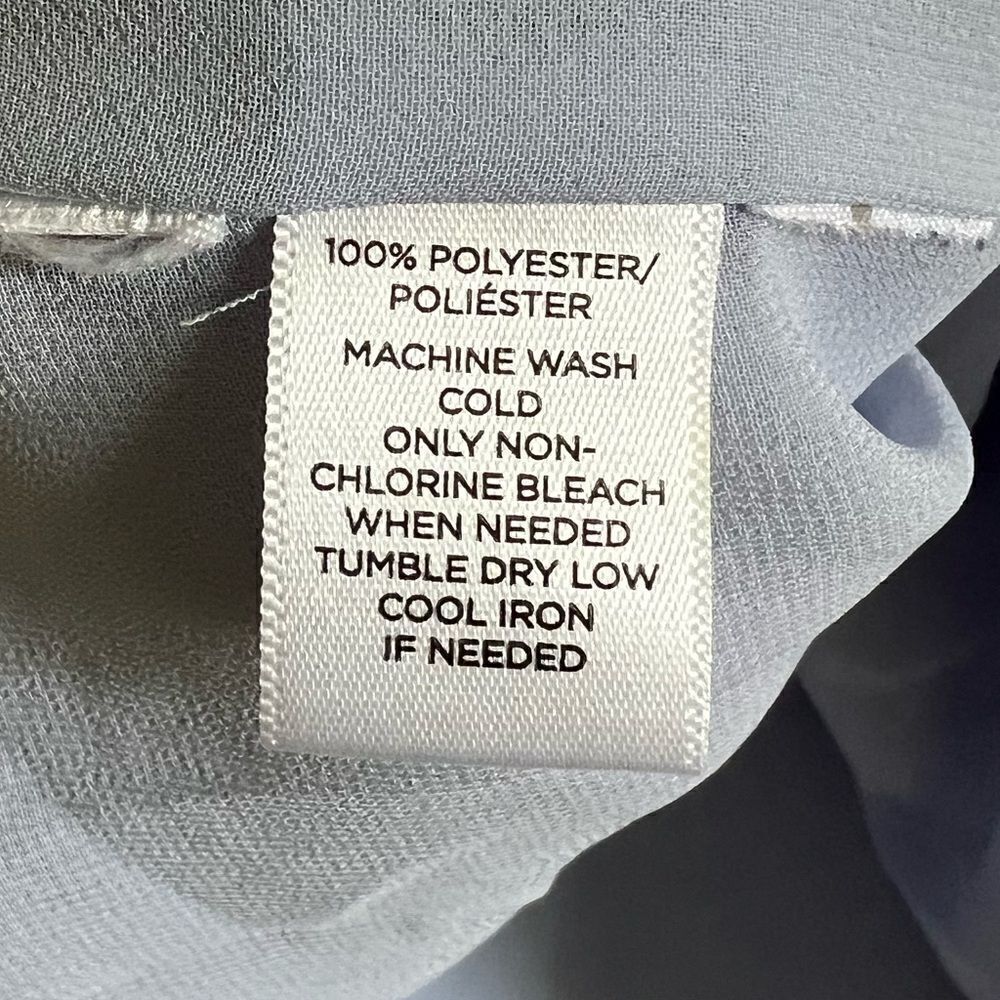 100% POLYESTER/
POLIÉSTER
MACHINE WASH
COLD
ONLY NON-
CHLORINE BLEACH
WHEN NEEDED
TUMBLE DRY LOW
COOL IRON
IF NEEDED